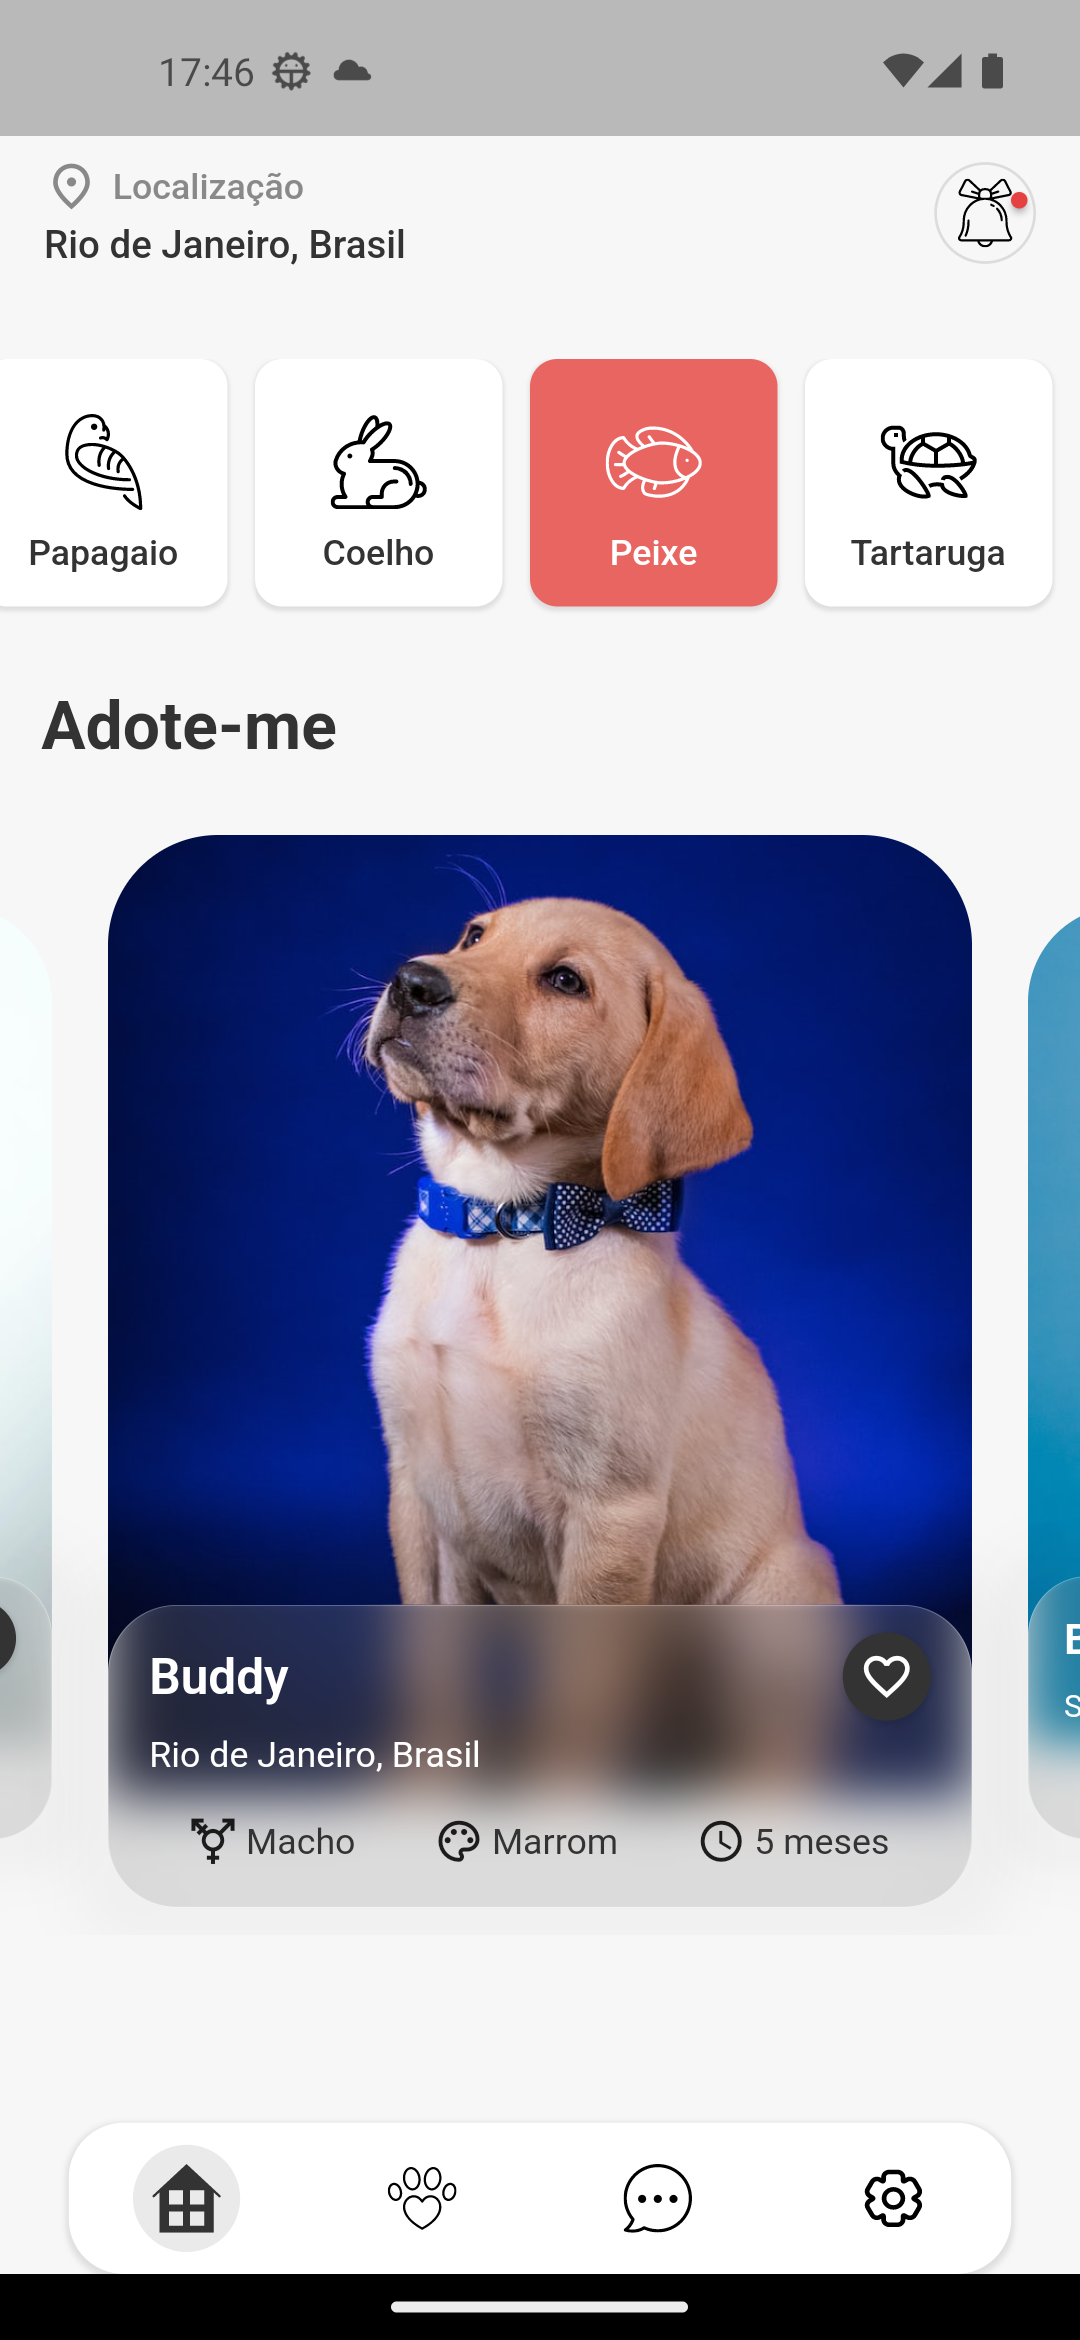 17:46
Localização
Rio de Janeiro, Brasil
Papagaio
Coelho
Peixe
Tartaruga
Adote-me
Buddy
Rio de Janeiro, Brasil
Macho
Marrom
5 meses